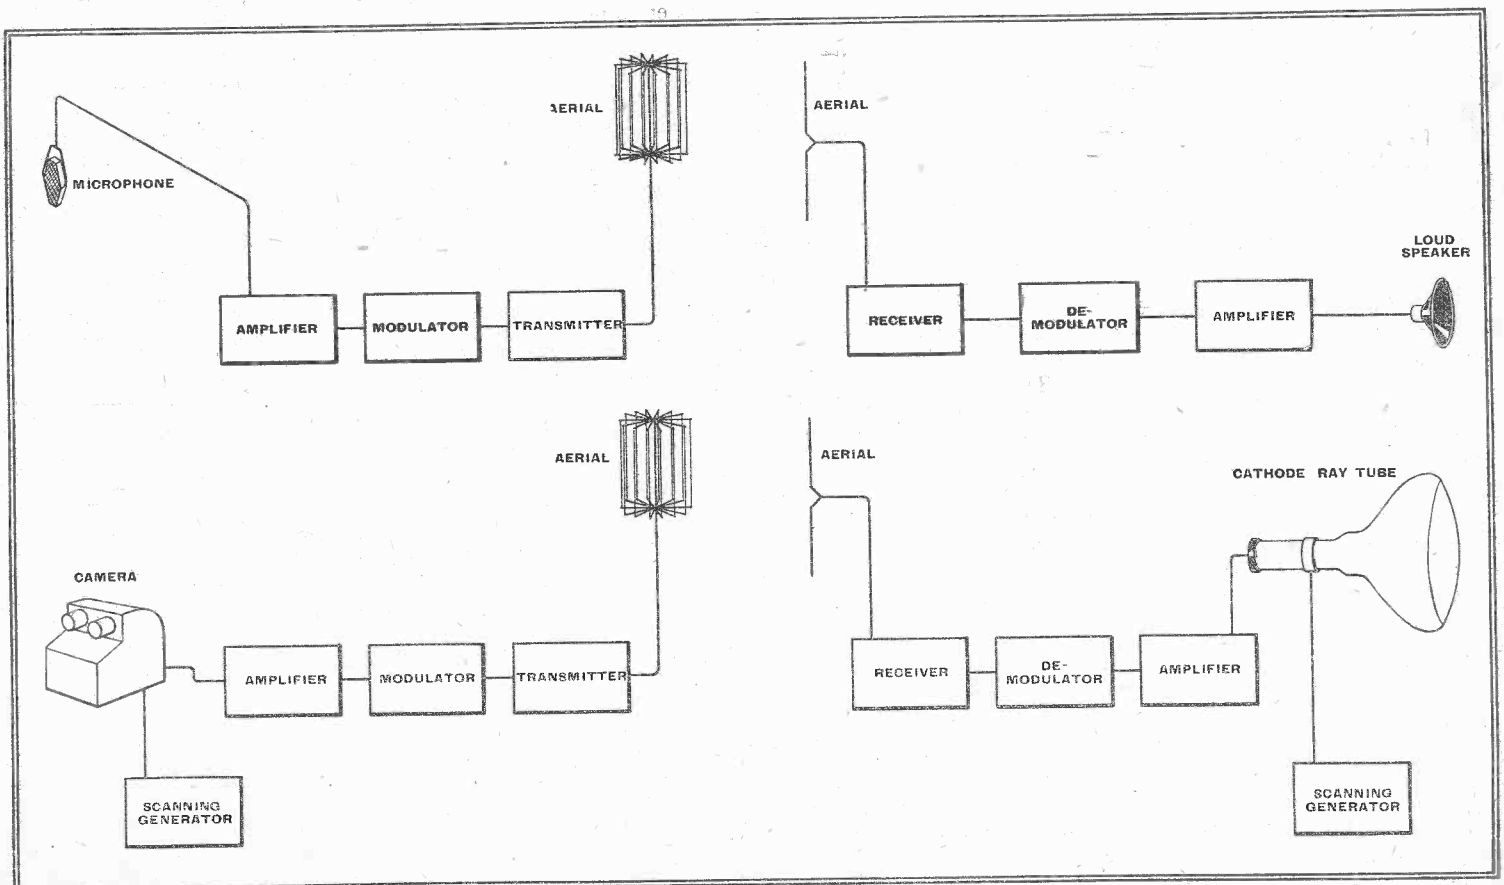 AERIAL
MICROPHONE
AMPLIFIER
MODULATOR
TRANSMITTER
AERIAL
RECEIVER
DE-
MODULATOR
AMPLIFIER
LOUD
SPEAKER
AERIAL
CAMERA
AMPLIFIER
MODULATOR
TRANSMITTER
SCANNING
GENERATOR
AERIAL
CATHODE RAY TUBE
RECEIVER
DE-
MODULATOR
AMPLIFIER
SCANNING
GENERATOR